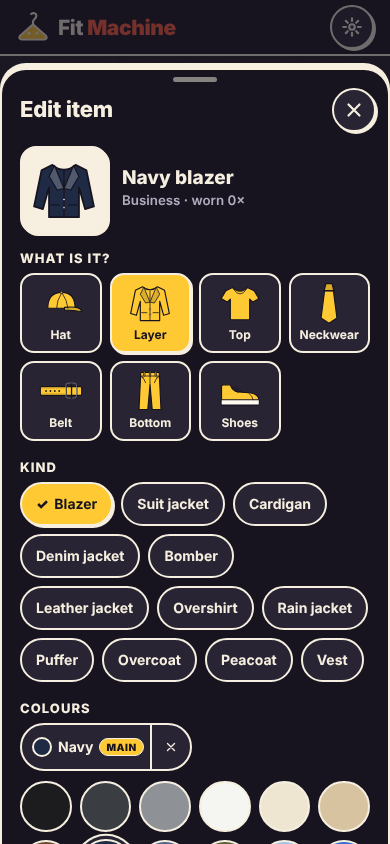 Fit Machine
Edit item
Navy blazer
Business · worn 0×
WHAT IS IT?
Hat
Layer
Top
Neckwear
Belt
Bottom
Shoes
KIND
✓ Blazer
Suit jacket
Cardigan
Denim jacket
Bomber
Leather jacket
Overshirt
Rain jacket
Puffer
Overcoat
Peacoat
Vest
COLOURS
Navy MAIN ×